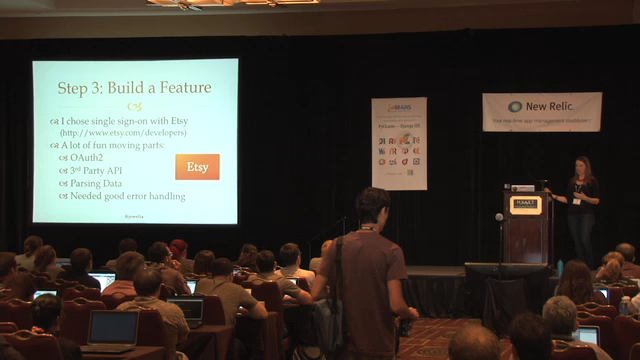 Step 3: Build a Feature
I chose single sign-on with Etsy
(http://www.etsy.com/developers)
A lot of fun moving parts:
OAuth2
3rd Party API
Parsing Data
Needed good error handling
Etsy
New Relic.
HYATT